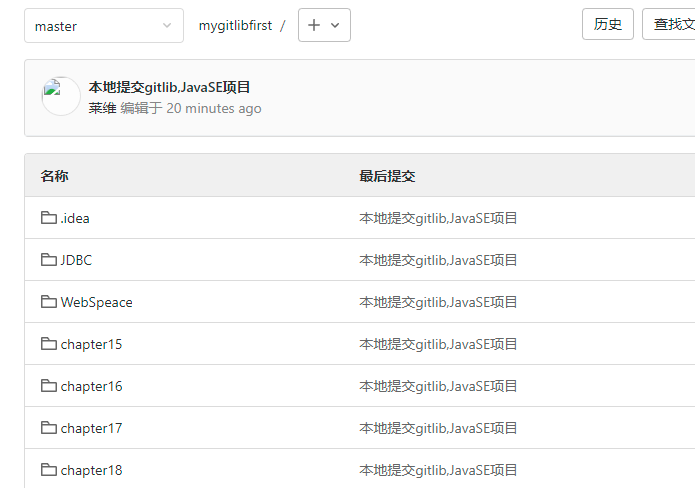 master mygitlibfirst / 历史 查找文
本地提交gitlib,JavaSE项目
莱维 编辑于 20 minutes ago
名称 最后提交
.idea 本地提交gitlib,JavaSE项目
JDBC 本地提交gitlib,JavaSE项目
WebSpeace 本地提交gitlib,JavaSE项目
chapter15 本地提交gitlib,JavaSE项目
chapter16 本地提交gitlib,JavaSE项目
chapter17 本地提交gitlib,JavaSE项目
chapter18 本地提交gitlib,JavaSE项目